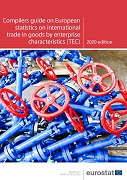 Compilers guide on European
statistics on international
trade in goods by enterprise
characteristics (TEC)
2020 edition
eurostat